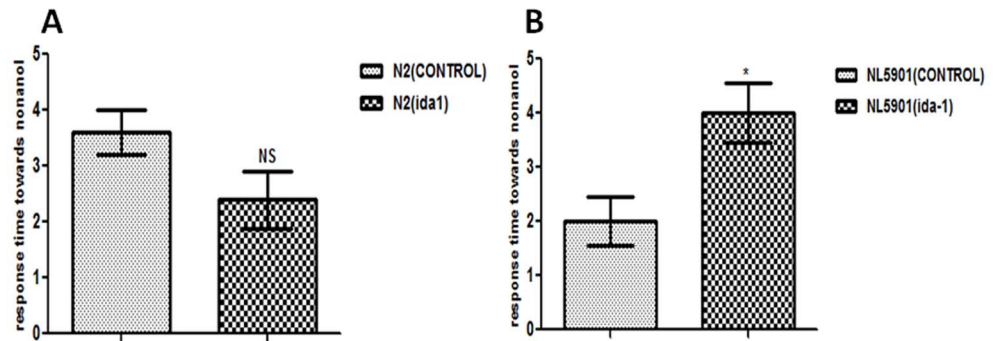 A
response time towards nonanol
5
4
3
2
1
0
NS
N2(CONTROL)
N2(ida1)
B
response time towards nonanol
5
4
3
2
1
0
*
NL5901(CONTROL)
NL5901(ida-1)